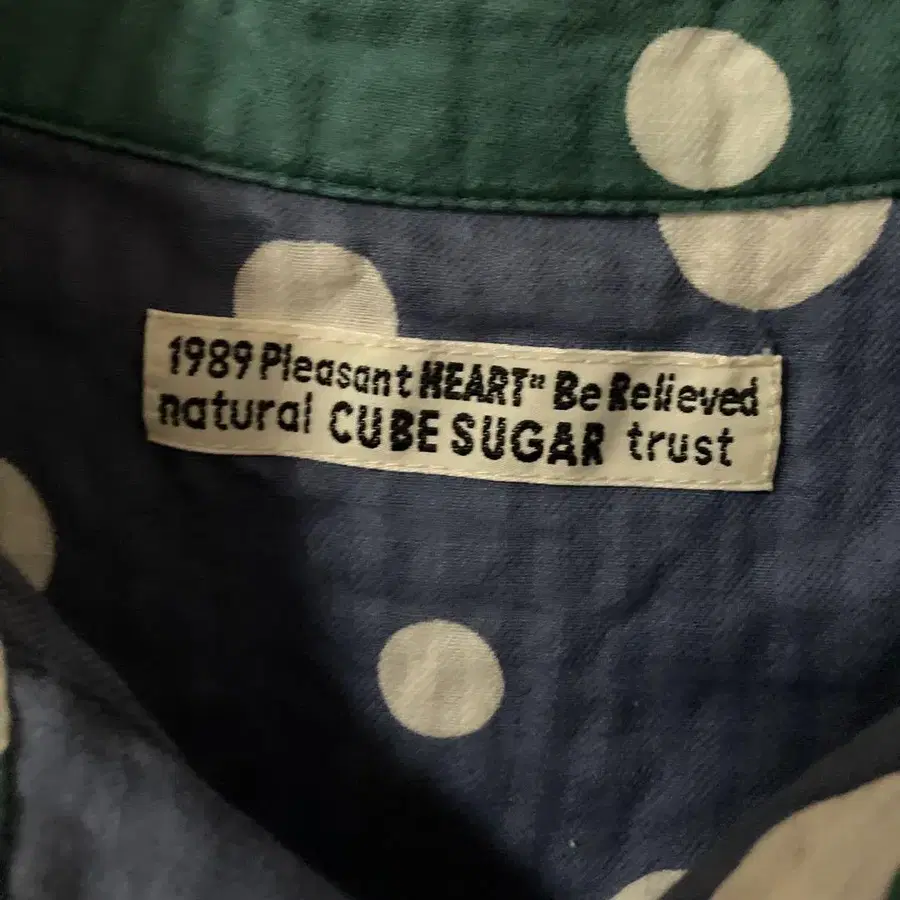 1989 Pleasant HEART" Be Relieved
natural CUBE SUGAR trust